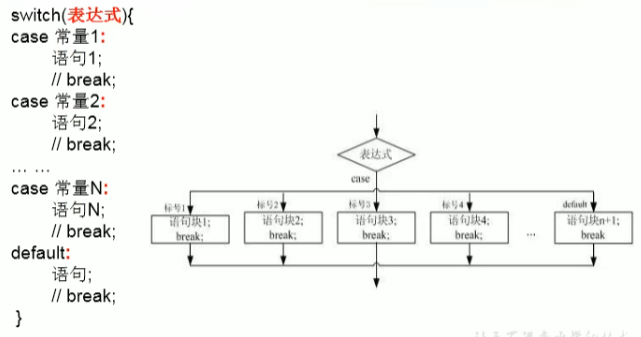 switch(表达式){
case 常量1:
语句1;
// break;
case 常量2:
语句2;
// break;
... ...
case 常量N:
语句N;
// break;
default:
语句;
// break;
}
表达式
case
标号1
标号2
标号3
标号4
default
语句块1;
break;
语句块2;
break;
语句块3;
break;
语句块4;
break;
...
语句块n+1;
break